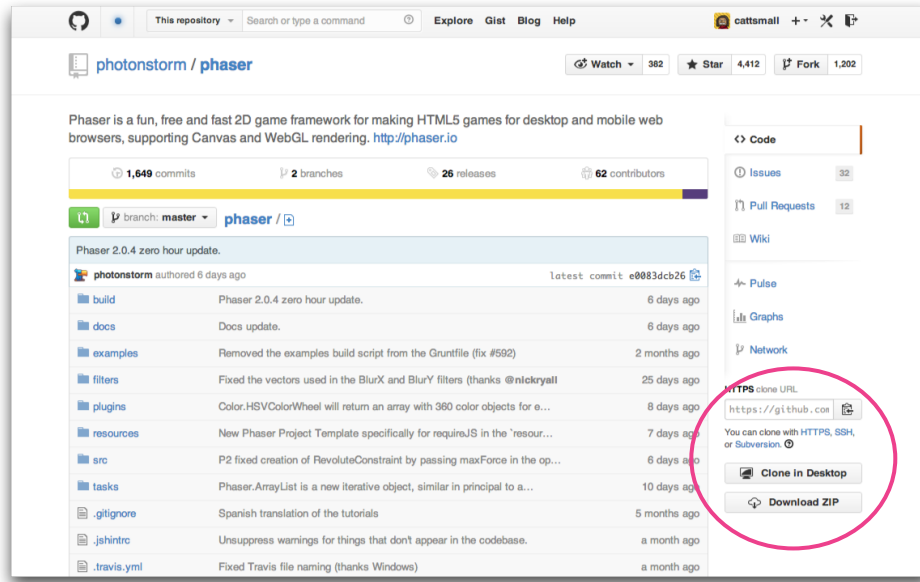 This repository Search or type a command Explore Gist Blog Help cattsmall
photonstorm / phaser Watch 382 Star 4,412 Fork 1,202
Phaser is a fun, free and fast 2D game framework for making HTML5 games for desktop and mobile web
browsers, supporting Canvas and WebGL rendering. http://phaser.io
1,649 commits 2 branches 26 releases 62 contributors
branch: master phaser /
Phaser 2.0.4 zero hour update.
photonstorm authored 6 days ago latest commit e0083dcb26
build Phaser 2.0.4 zero hour update. 6 days ago
docs Docs update. 6 days ago
examples Removed the examples build script from the Gruntfile (fix #592) 2 months ago
filters Fixed the vectors used in the BlurX and BlurY filters (thanks @nickryall 25 days ago
plugins Color.HSVColorWheel will return an array with 360 color objects for e... 8 days ago
resources New Phaser Project Template specifically for requireJS in the `resour... 7 days ago
src P2 fixed creation of RevoluteConstraint by passing maxForce in the op... 6 days ago
tasks Phaser.ArrayList is a new iterative object, similar in principal to a... 10 days ago
.gitignore Spanish translation of the tutorials 5 months ago
.jshintrc Unsuppress warnings for things that don't appear in the codebase. a month ago
.travis.yml Fixed Travis file naming (thanks Windows) a month ago
Code
Issues 32
Pull Requests 12
Wiki
Pulse
Graphs
Network
HTTPS clone URL
https://github.com
You can clone with HTTPS, SSH,
or Subversion.
Clone in Desktop
Download ZIP